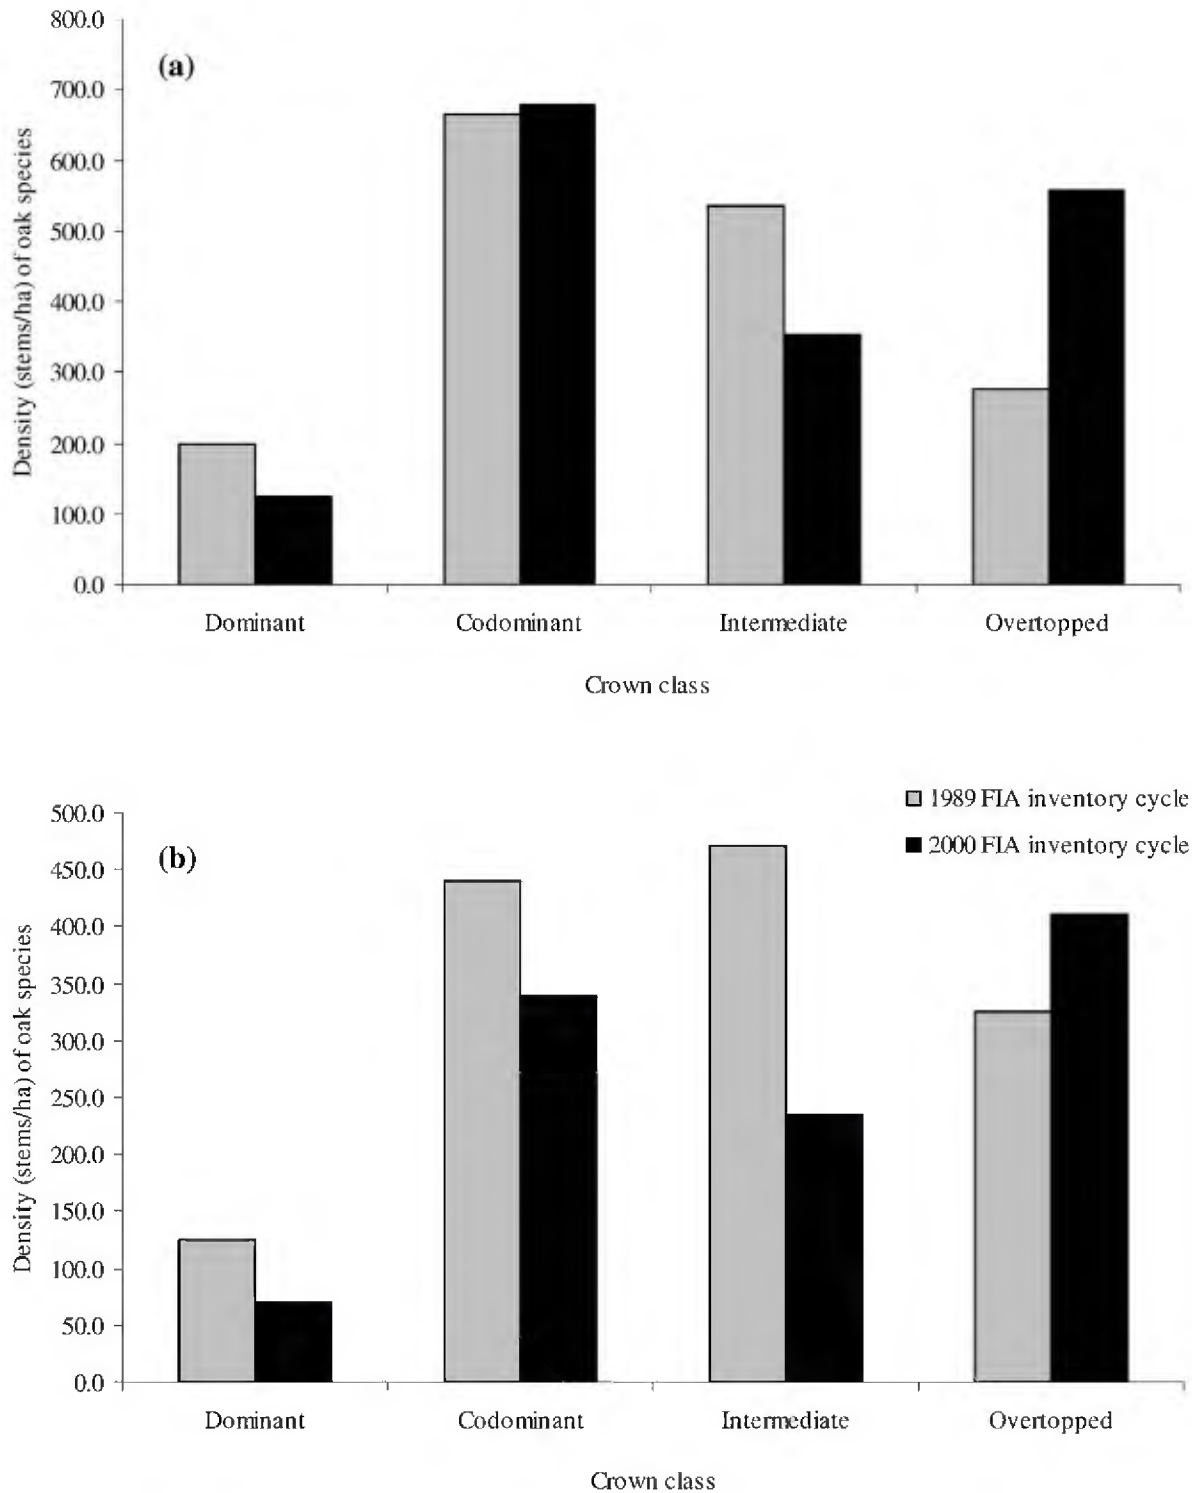 800.0
(a)
700.0
600.0
500.0
400.0
300.0
200.0
100.0
0.0
Density (stems/ha) of oak species
Dominant Codominant Intermediate Overtopped
Crown class
1989 FIA inventory cycle
2000 FIA inventory cycle
500.0
(b)
450.0
400.0
350.0
300.0
250.0
200.0
150.0
100.0
50.0
0.0
Density (stems/ha) of oak species
Dominant Codominant Intermediate Overtopped
Crown class